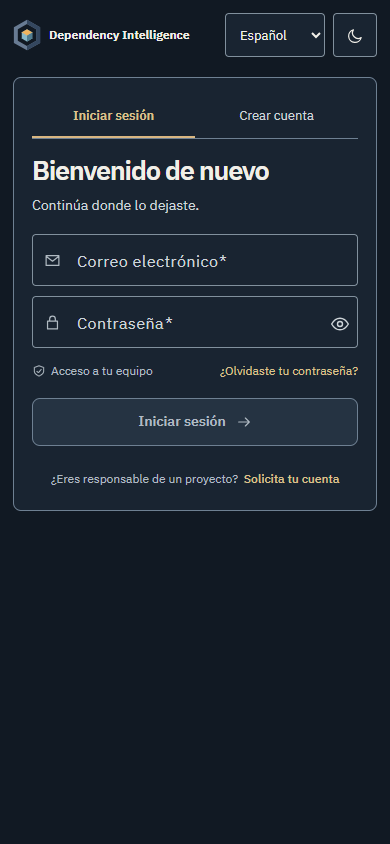 Dependency Intelligence
Español
Iniciar sesión
Crear cuenta
Bienvenido de nuevo
Continúa donde lo dejaste.
Correo electrónico*
Contraseña*
Acceso a tu equipo
¿Olvidaste tu contraseña?
Iniciar sesión
¿Eres responsable de un proyecto? Solicita tu cuenta